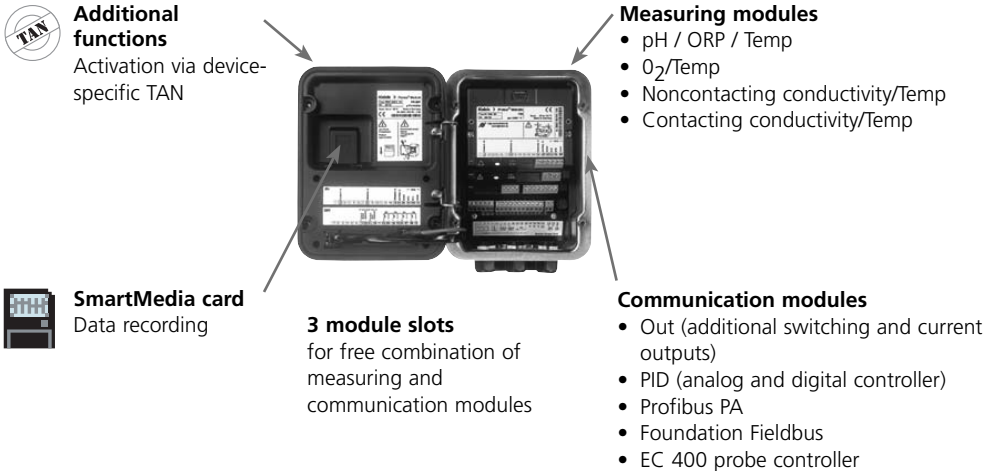 TAN
Additional
functions
Activation via device-
specific TAN
Measuring modules
• pH / ORP / Temp
• 02/Temp
• Noncontacting conductivity/Temp
• Contacting conductivity/Temp
SmartMedia card
Data recording
3 module slots
for free combination of
measuring and
communication modules
Communication modules
• Out (additional switching and current
outputs)
• PID (analog and digital controller)
• Profibus PA
• Foundation Fieldbus
• EC 400 probe controller